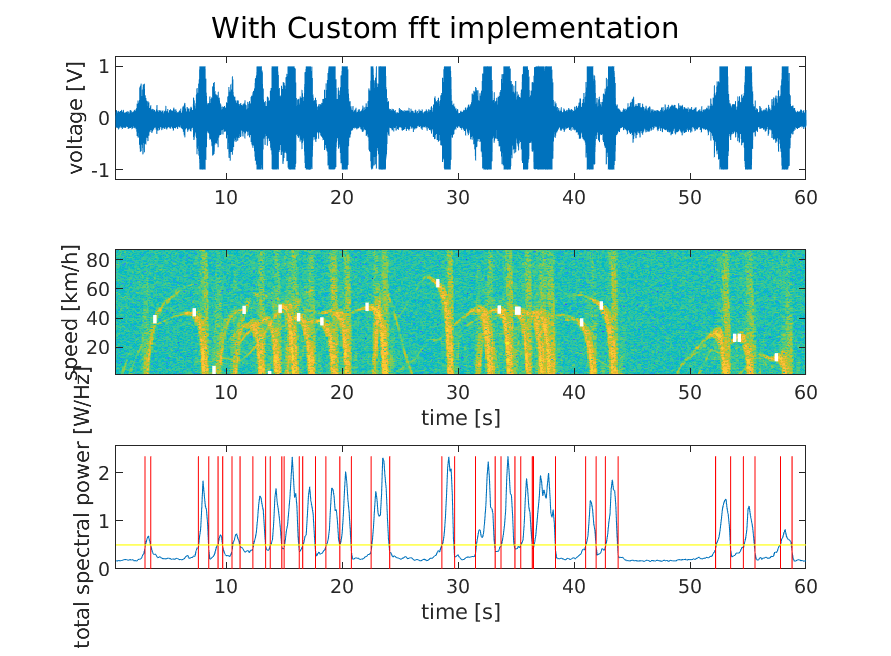 With Custom fft implementation
voltage [V]
1
0
-1
10 20 30 40 50 60
speed [km/h]
80
60
40
20
10 20 30 40 50 60
time [s]
total spectral power [W/Hz]
2
1
0
10 20 30 40 50 60
time [s]